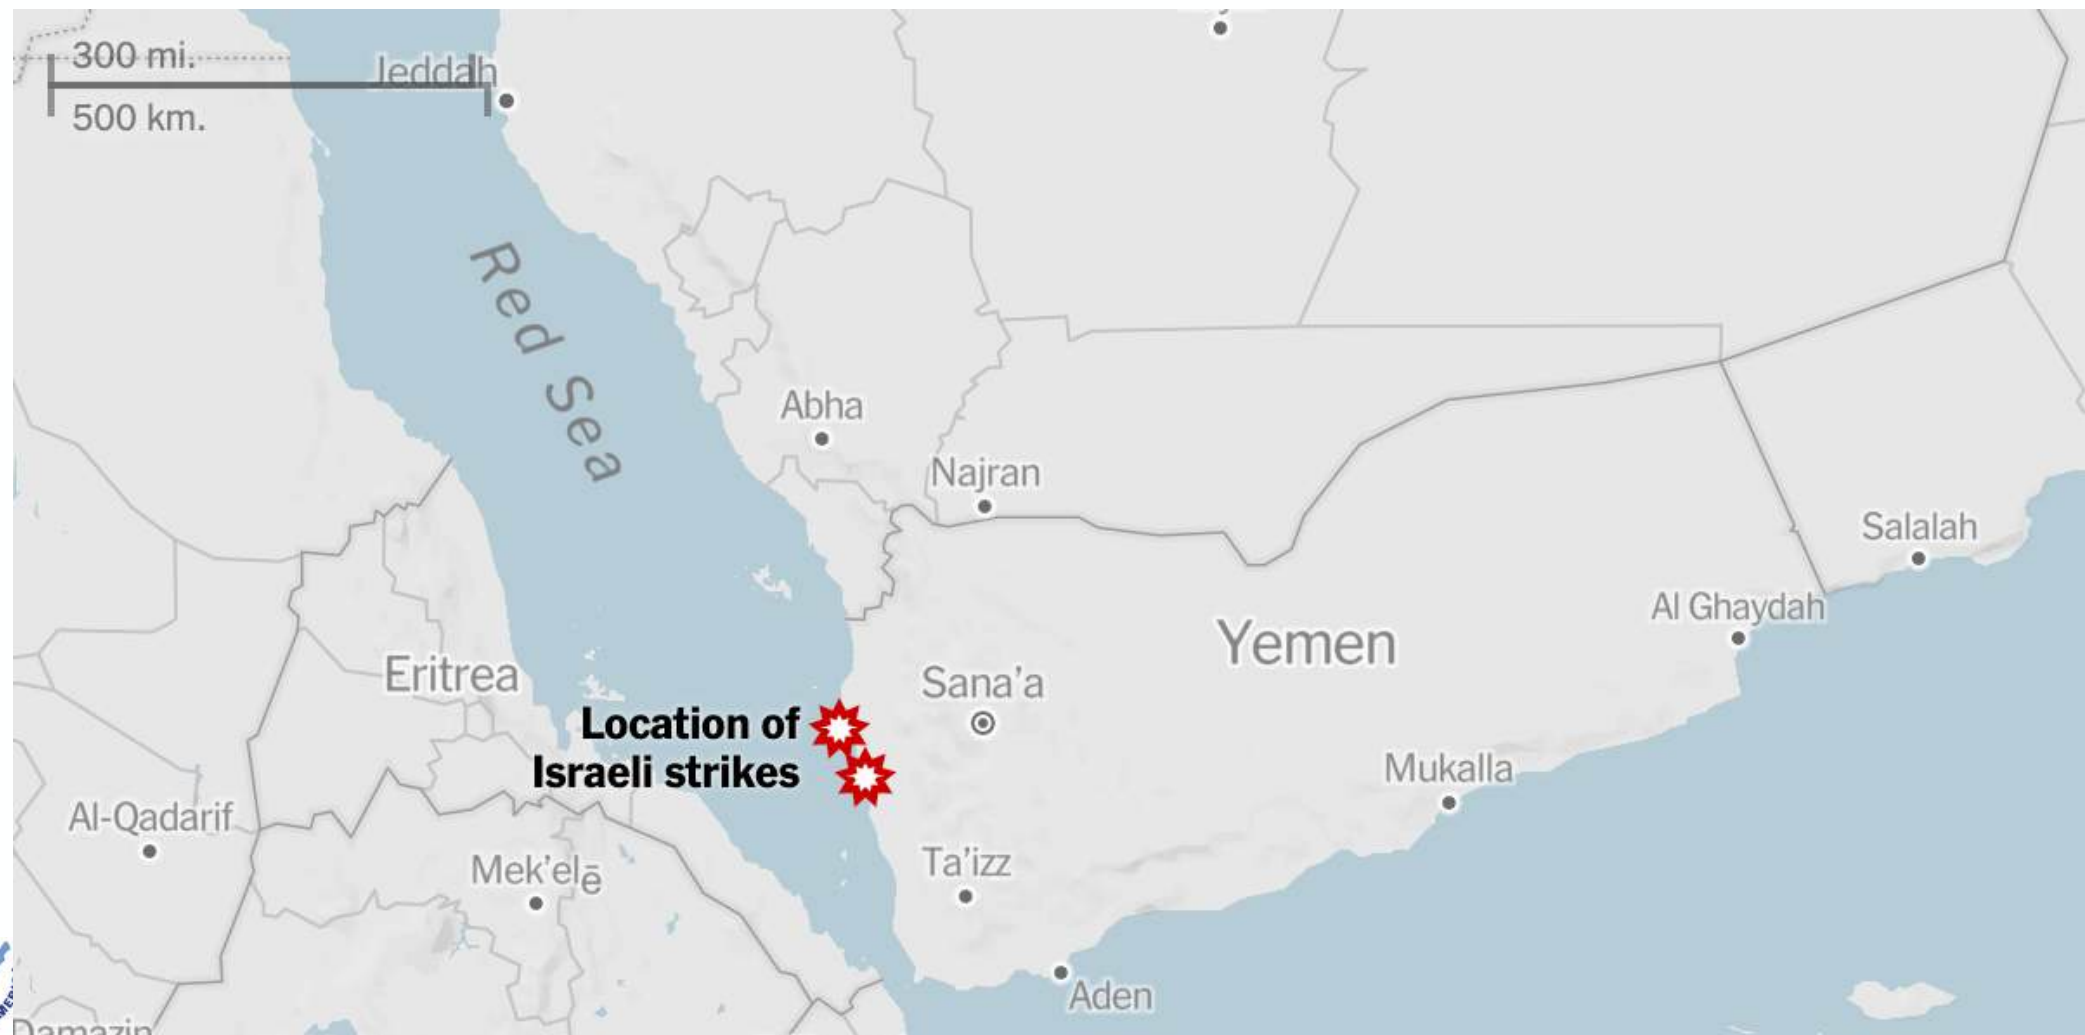 300 mi.
500 km.
Jeddah
Red Sea
Abha
Najran
Salalah
Al Ghaydah
Yemen
Eritrea
Sana’a
Location of
Israeli strikes
Mukalla
Al-Qadarif
Ta’izz
Mek’elē
Aden
Damazin